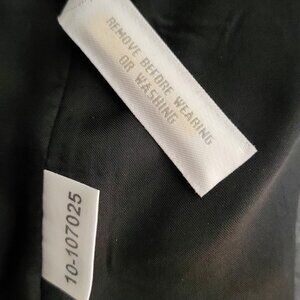 REMOVE BEFORE WEARING
OR WASHING
10-107025